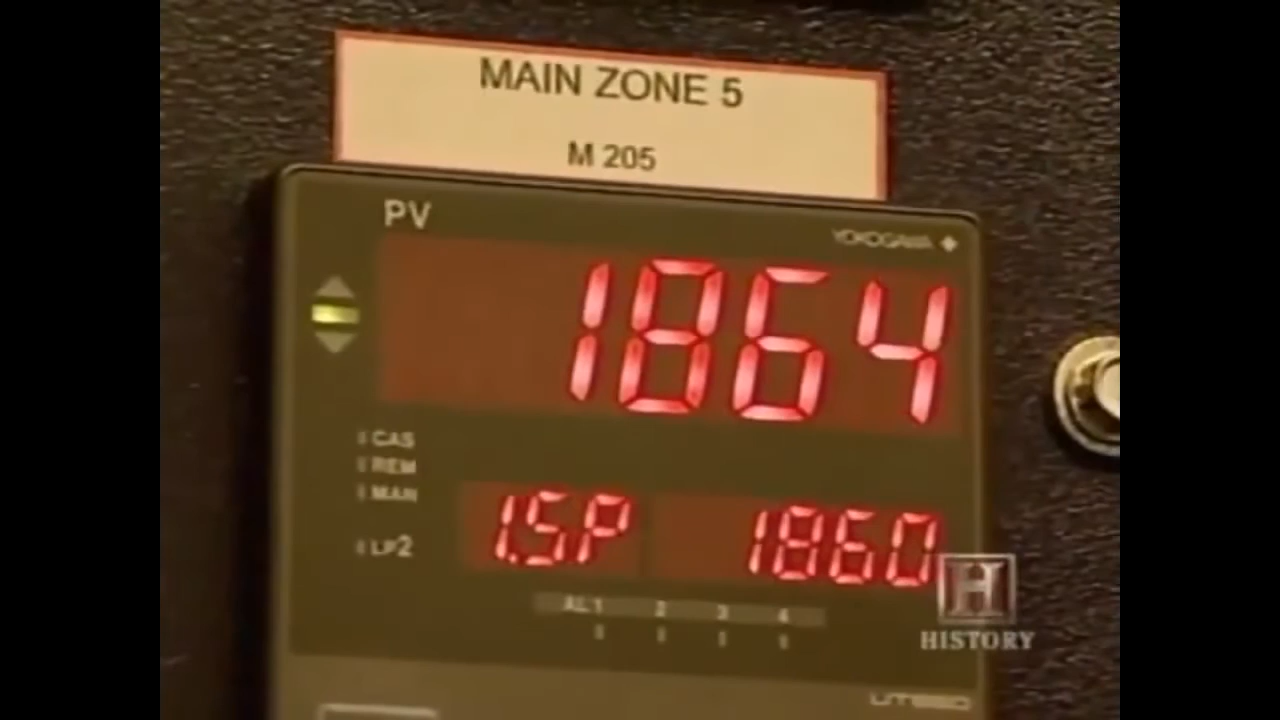 MAIN ZONE 5
M 205
PV
YOKOGAWA
1864
CAS
REM
MAN
LP2
1.SP 1860
AL1 2 3 4
HISTORY